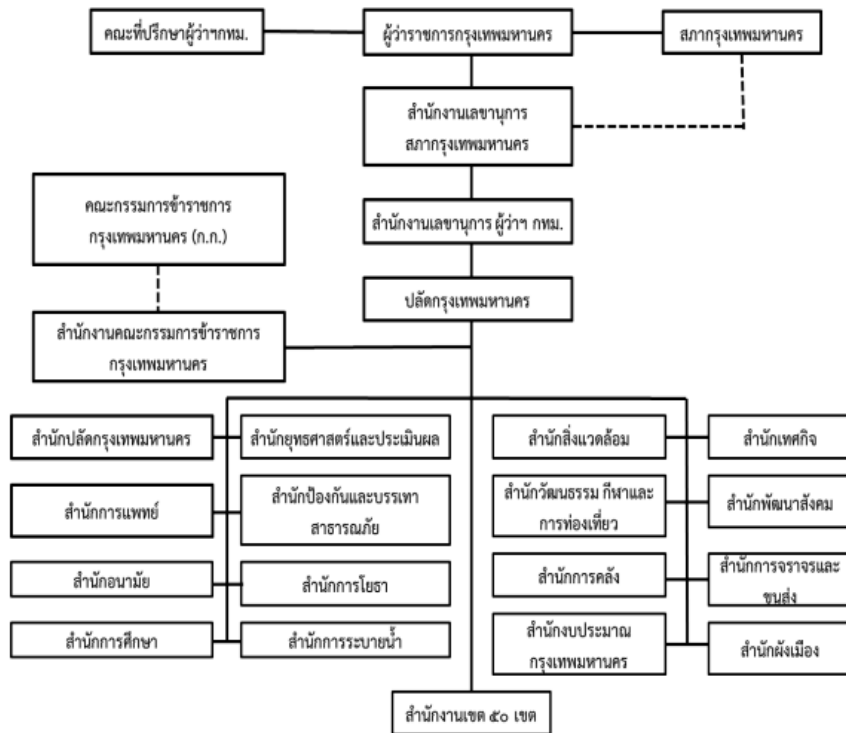 คณะที่ปรึกษาผู้ว่าฯกทม.
ผู้ว่าราชการกรุงเทพมหานคร
สภากรุงเทพมหานคร
สำนักงานเลขานุการ
สภากรุงเทพมหานคร
คณะกรรมการข้าราชการ
กรุงเทพมหานคร (ก.ก.)
สำนักงานเลขานุการ ผู้ว่าฯ กทม.
ปลัดกรุงเทพมหานคร
สำนักงานคณะกรรมการข้าราชการ
กรุงเทพมหานคร
สำนักปลัดกรุงเทพมหานคร
สำนักยุทธศาสตร์และประเมินผล
สำนักสิ่งแวดล้อม
สำนักเทศกิจ
สำนักการแพทย์
สำนักป้องกันและบรรเทา
สาธารณภัย
สำนักวัฒนธรรม กีฬาและ
การท่องเที่ยว
สำนักพัฒนาสังคม
สำนักอนามัย
สำนักการโยธา
สำนักการคลัง
สำนักการจราจรและ
ขนส่ง
สำนักการศึกษา
สำนักการระบายน้ำ
สำนักงบประมาณ
กรุงเทพมหานคร
สำนักผังเมือง
สำนักงานเขต ๕๐ เขต